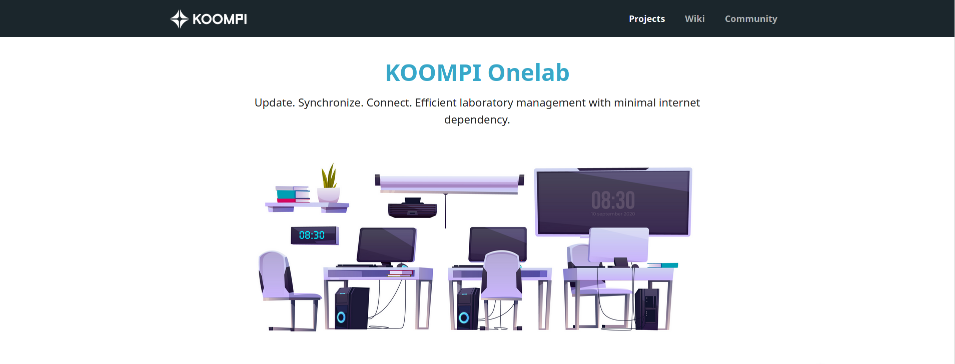 KOOMPI
Projects Wiki Community
KOOMPI Onelab
Update. Synchronize. Connect. Efficient laboratory management with minimal internet
dependency.
08:30
08:30